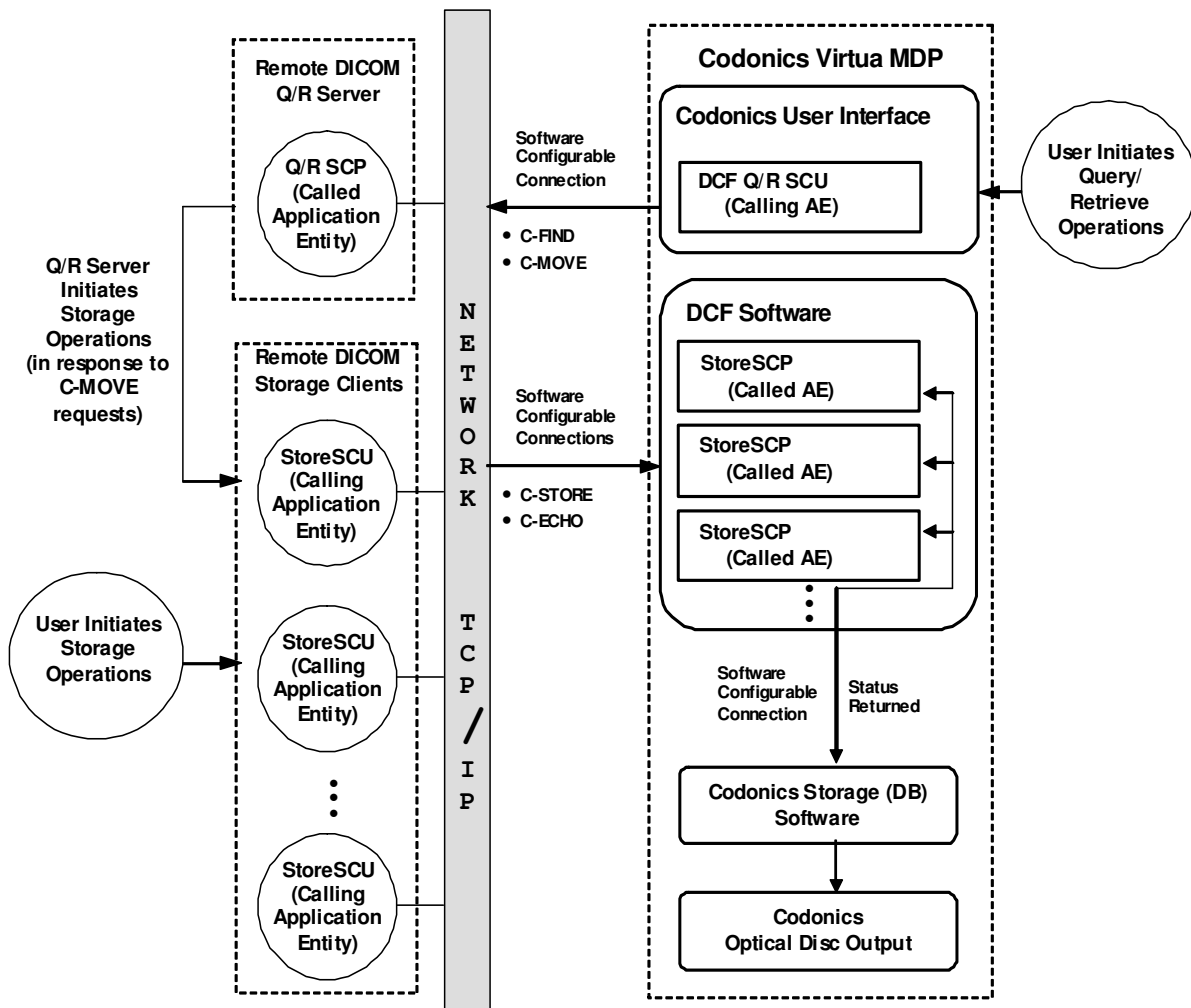 Remote DICOM
Q/R Server
Q/R SCP
(Called
Application
Entity)
Q/R Server
Initiates
Storage
Operations
(in response to
C-MOVE
requests)
Remote DICOM
Storage Clients
StoreSCU
(Calling
Application
Entity)
User Initiates
Storage
Operations
StoreSCU
(Calling
Application
Entity)
StoreSCU
(Calling
Application
Entity)
NETWORK
TCP/IP
Software
Configurable
Connection
• C-FIND
• C-MOVE
Software
Configurable
Connections
• C-STORE
• C-ECHO
Codonics Virtua MDP
Codonics User Interface
DCF Q/R SCU
(Calling AE)
User Initiates
Query/
Retrieve
Operations
DCF Software
StoreSCP
(Called AE)
StoreSCP
(Called AE)
StoreSCP
(Called AE)
Software
Configurable
Connection
Status
Returned
Codonics Storage (DB)
Software
Codonics
Optical Disc Output